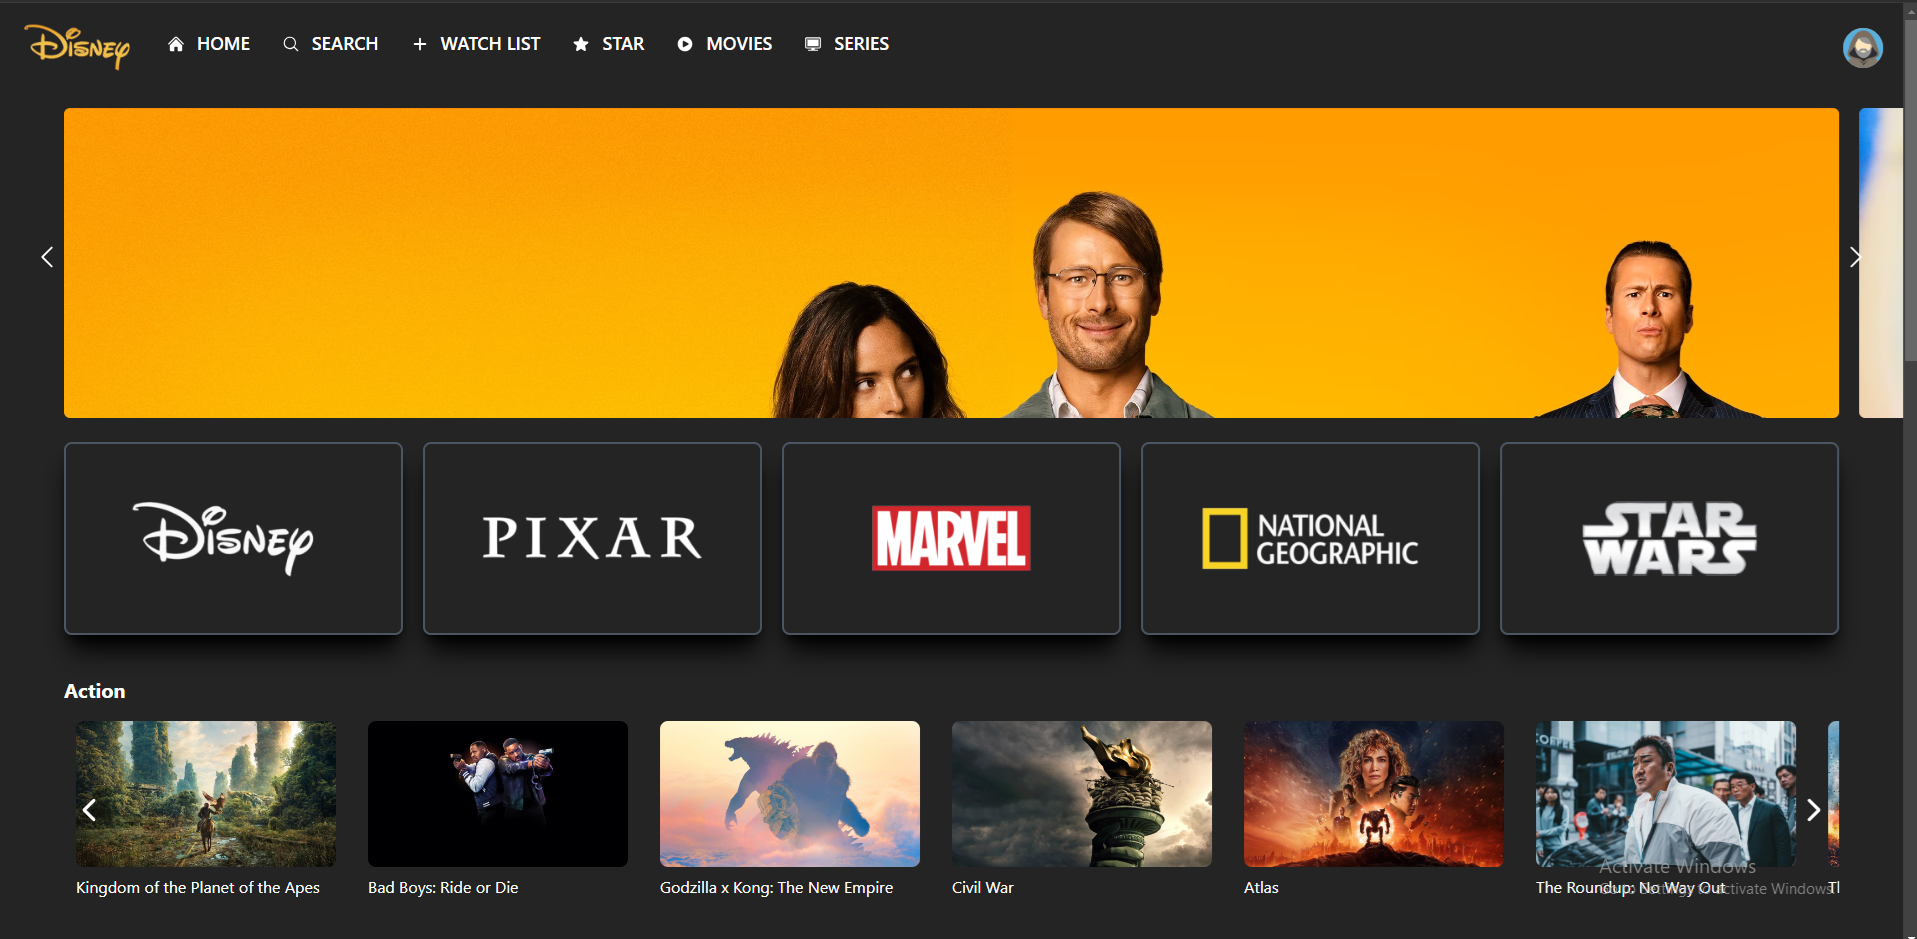 Disney
HOME
SEARCH
WATCH LIST
STAR
MOVIES
SERIES
Disney
PIXAR
MARVEL
NATIONAL
GEOGRAPHIC
STAR
WARS
Action
Kingdom of the Planet of the Apes
Bad Boys: Ride or Die
Godzilla x Kong: The New Empire
Civil War
Atlas
The Roundup: No Way Out
Activate Windows
Go to Settings to activate Windows.